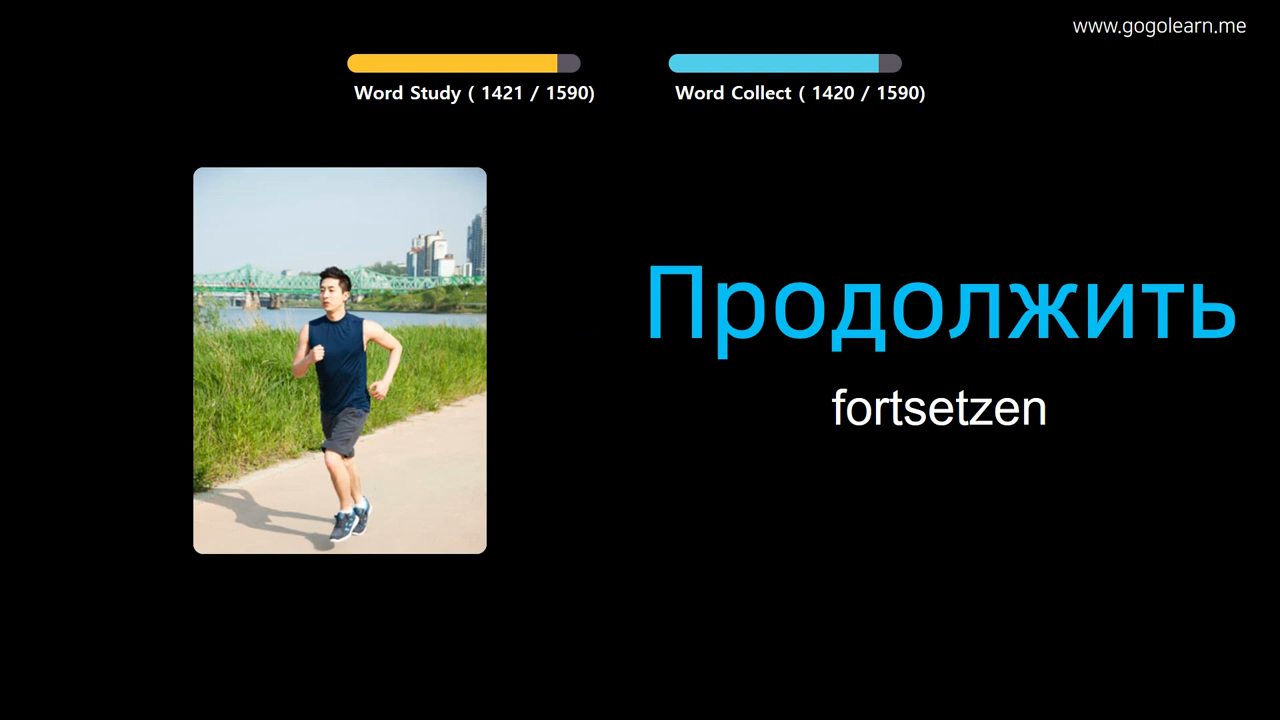 www.gogolearn.me
Word Study ( 1421 / 1590)
Word Collect ( 1420 / 1590)
Продолжить
fortsetzen